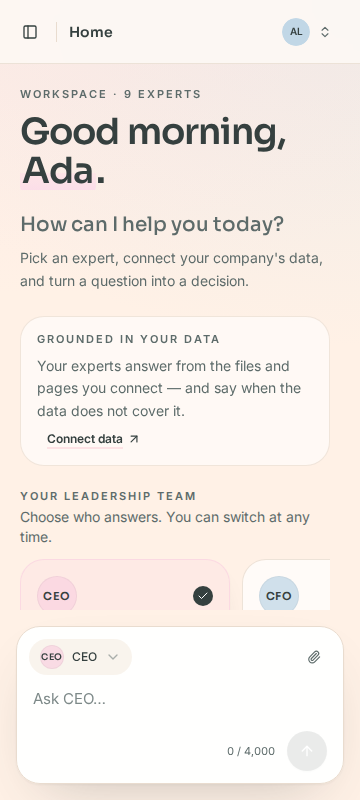 Home
AL
WORKSPACE · 9 EXPERTS
Good morning,
Ada.
How can I help you today?
Pick an expert, connect your company's data,
and turn a question into a decision.
GROUNDED IN YOUR DATA
Your experts answer from the files and
pages you connect — and say when the
data does not cover it.
Connect data
YOUR LEADERSHIP TEAM
Choose who answers. You can switch at any
time.
CEO
CFO
CEO CEO
Ask CEO...
0 / 4,000